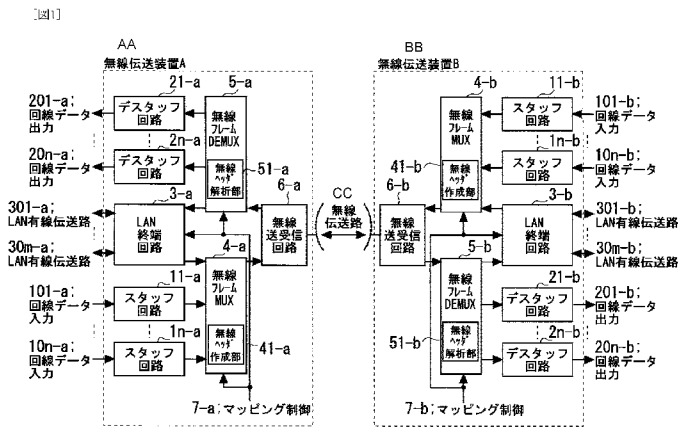 [図1]
AA
無線伝送装置A
BB
無線伝送装置B
21-a
5-a
201-a;
回線データ
出力
デスタッフ
回路
2n-a
20n-a;
回線データ
出力
デスタッフ
回路
無線
フレーム
DEMUX
51-a
無線
ヘッダ
解析部
3-a
6-a
301-a;
LAN有線伝送路
30m-a;
LAN有線伝送路
LAN
終端
回路
無線
送受信
回路
4-a
11-a
101-a;
回線データ
入力
スタッフ
回路
1n-a
10n-a;
回線データ
入力
スタッフ
回路
無線
フレーム
MUX
無線
ヘッダ
作成部
41-a
7-a;マッピング制御
CC
無線
伝送路
4-b
11-b
無線
フレーム
MUX
スタッフ
回路
101-b;
回線データ
入力
1n-b
41-b
無線
ヘッダ
作成部
スタッフ
回路
10n-b;
回線データ
入力
6-b
3-b
無線
送受信
回路
LAN
終端
回路
301-b;
LAN有線伝送路
30m-b;
LAN有線伝送路
5-b
21-b
無線
フレーム
DEMUX
デスタッフ
回路
201-b;
回線データ
出力
2n-b
51-b
無線
ヘッダ
解析部
デスタッフ
回路
20n-b;
回線データ
出力
7-b;マッピング制御